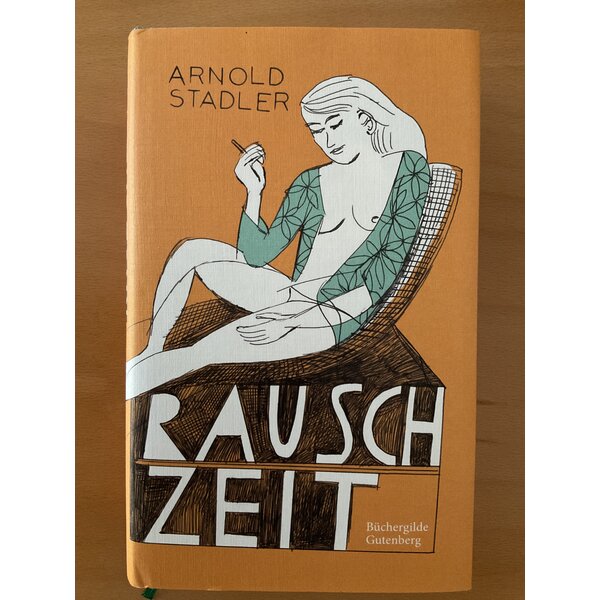 ARNOLD
STADLER
RAUSCH
ZEIT
Büchergilde
Gutenberg